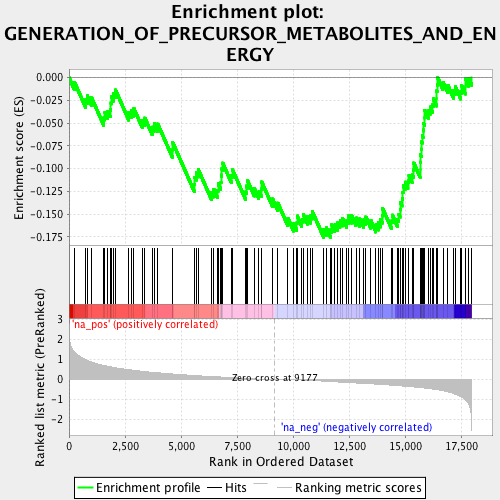 Enrichment plot:
GENERATION_OF_PRECURSOR_METABOLITES_AND_EN
ERGY
Enrichment score (ES)
0.000
-0.025
-0.050
-0.075
-0.100
-0.125
-0.150
-0.175
'na_pos' (positively correlated)
Ranked list metric (PreRanked)
3
2
1
0
-1
-2
Zero cross at 9177
'na_neg' (negatively correlated)
0
2,500
5,000
7,500
10,000
12,500
15,000
17,500
Rank in Ordered Dataset
Enrichment profile
Hits
Ranking metric scores